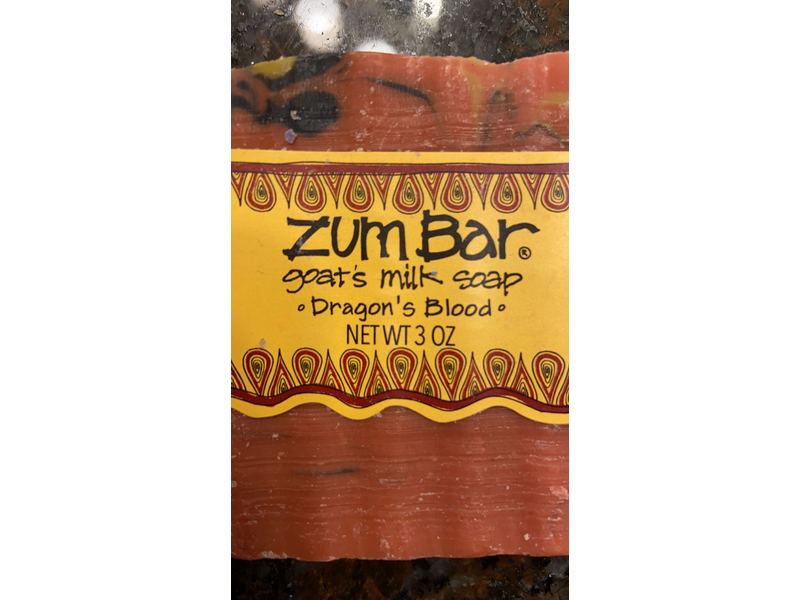 Zum Bar®
goat's milk soap
• Dragon's Blood •
NET WT 3 OZ